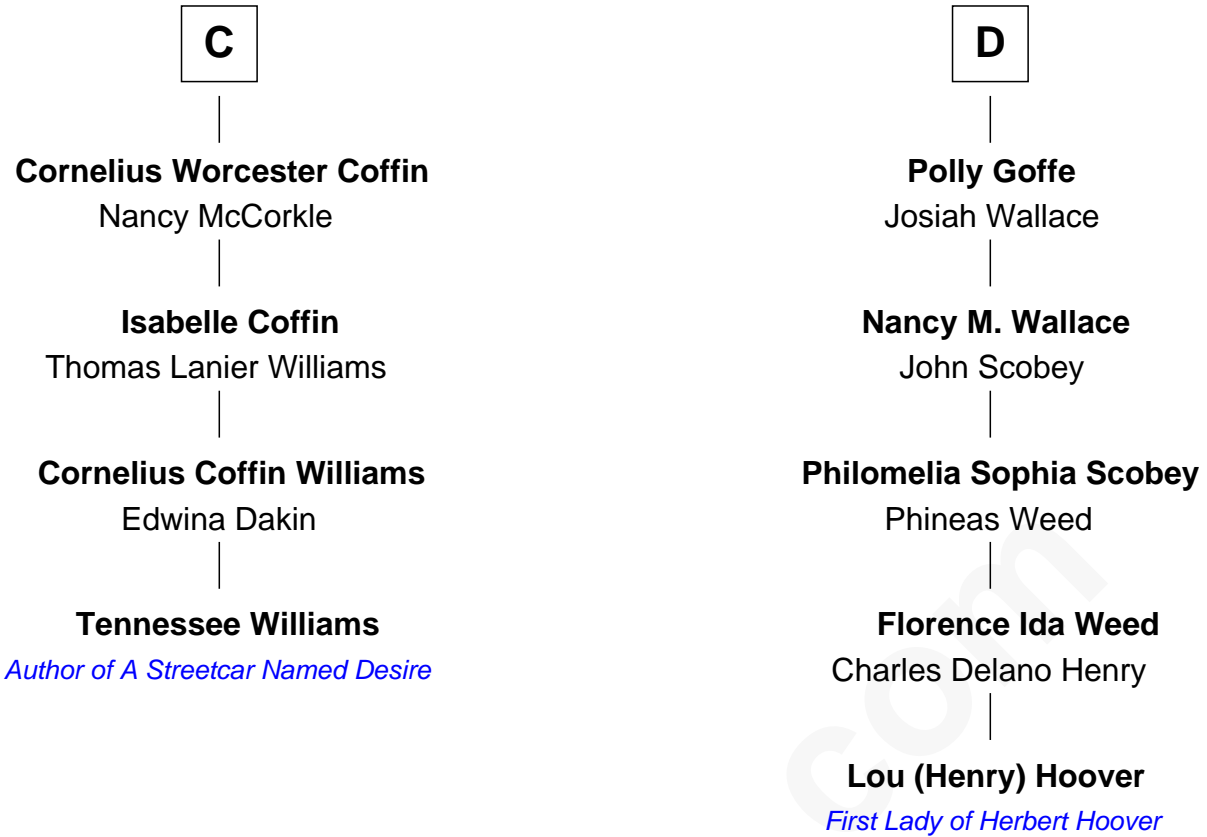 C
Cornelius Worcester Coffin
Nancy McCorkle
Isabelle Coffin
Thomas Lanier Williams
Cornelius Coffin Williams
Edwina Dakin
Tennessee Williams
Author of A Streetcar Named Desire
D
Polly Goffe
Josiah Wallace
Nancy M. Wallace
John Scobey
Philomelia Sophia Scobey
Phineas Weed
Florence Ida Weed
Charles Delano Henry
Lou (Henry) Hoover
First Lady of Herbert Hoover
com